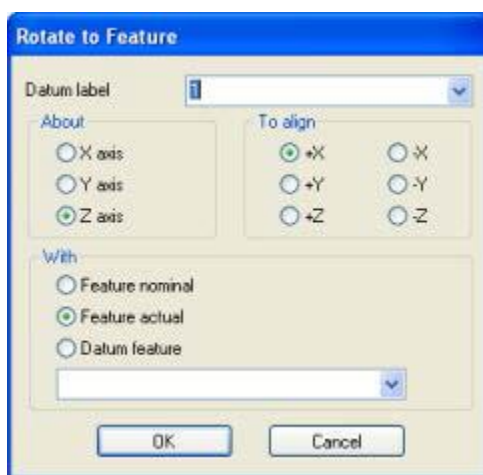 Rotate to Feature
Datum label 1
About
To align
X axis
+X -X
Y axis
+Y -Y
Z axis
+Z -Z
With
Feature nominal
Feature actual
Datum feature
OK Cancel